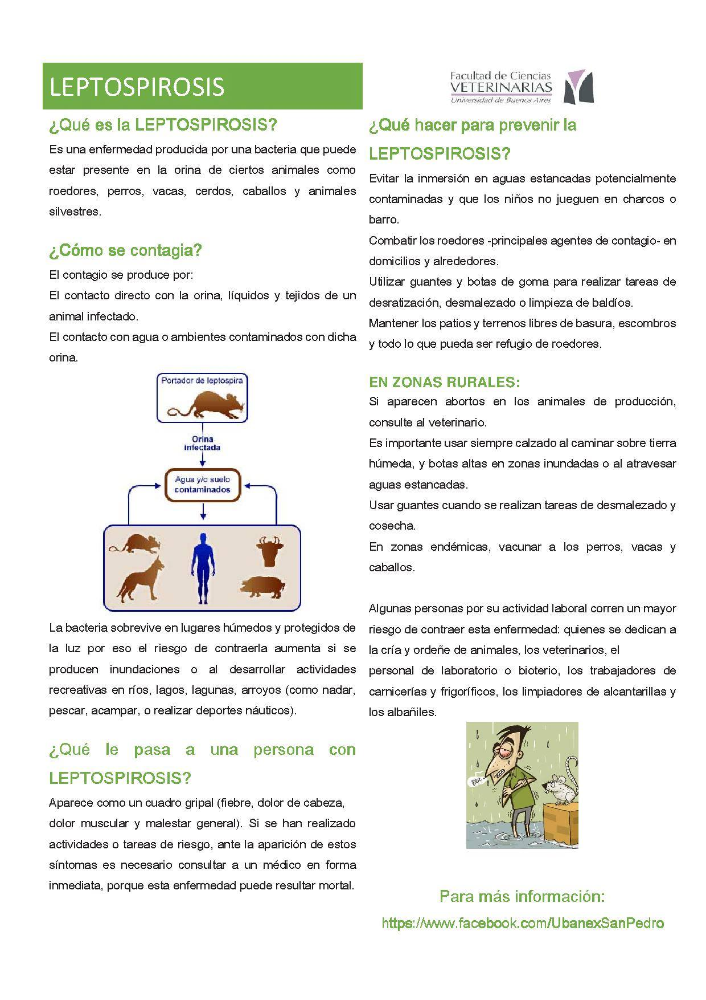 LEPTOSPIROSIS
¿Qué es la LEPTOSPIROSIS?
Es una enfermedad producida por una bacteria que puede
estar presente en la orina de ciertos animales como
roedores, perros, vacas, cerdos, caballos y animales
silvestres.
¿Cómo se contagia?
El contagio se produce por:
El contacto directo con la orina, líquidos y tejidos de un
animal infectado.
El contacto con agua o ambientes contaminados con dicha
orina.
Portador de leptospira
Orina
infectada
Agua y/o suelo
contaminados
La bacteria sobrevive en lugares húmedos y protegidos de
la luz por eso el riesgo de contraerla aumenta si se
producen inundaciones o al desarrollar actividades
recreativas en ríos, lagos, lagunas, arroyos (como nadar,
pescar, acampar, o realizar deportes náuticos).
¿Qué le pasa a una persona con
LEPTOSPIROSIS?
Aparece como un cuadro gripal (fiebre, dolor de cabeza,
dolor muscular y malestar general). Si se han realizado
actividades o tareas de riesgo, ante la aparición de estos
síntomas es necesario consultar a un médico en forma
inmediata, porque esta enfermedad puede resultar mortal.
Facultad de Ciencias
VETERINARIAS
Universidad de Buenos Aires
¿Qué hacer para prevenir la
LEPTOSPIROSIS?
Evitar la inmersión en aguas estancadas potencialmente
contaminadas y que los niños no jueguen en charcos o
barro.
Combatir los roedores -principales agentes de contagio- en
domicilios y alrededores.
Utilizar guantes y botas de goma para realizar tareas de
desratización, desmalezado o limpieza de baldíos.
Mantener los patios y terrenos libres de basura, escombros
y todo lo que pueda ser refugio de roedores.
EN ZONAS RURALES:
Si aparecen abortos en los animales de producción,
consulte al veterinario.
Es importante usar siempre calzado al caminar sobre tierra
húmeda, y botas altas en zonas inundadas o al atravesar
aguas estancadas.
Usar guantes cuando se realizan tareas de desmalezado y
cosecha.
En zonas endémicas, vacunar a los perros, vacas y
caballos.
Algunas personas por su actividad laboral corren un mayor
riesgo de contraer esta enfermedad: quienes se dedican a
la cría y ordeñe de animales, los veterinarios, el
personal de laboratorio o bioterio, los trabajadores de
carnicerías y frigoríficos, los limpiadores de alcantarillas y
los albañiles.
BRR...
Para más información:
https://www.facebook.com/UbanexSanPedro